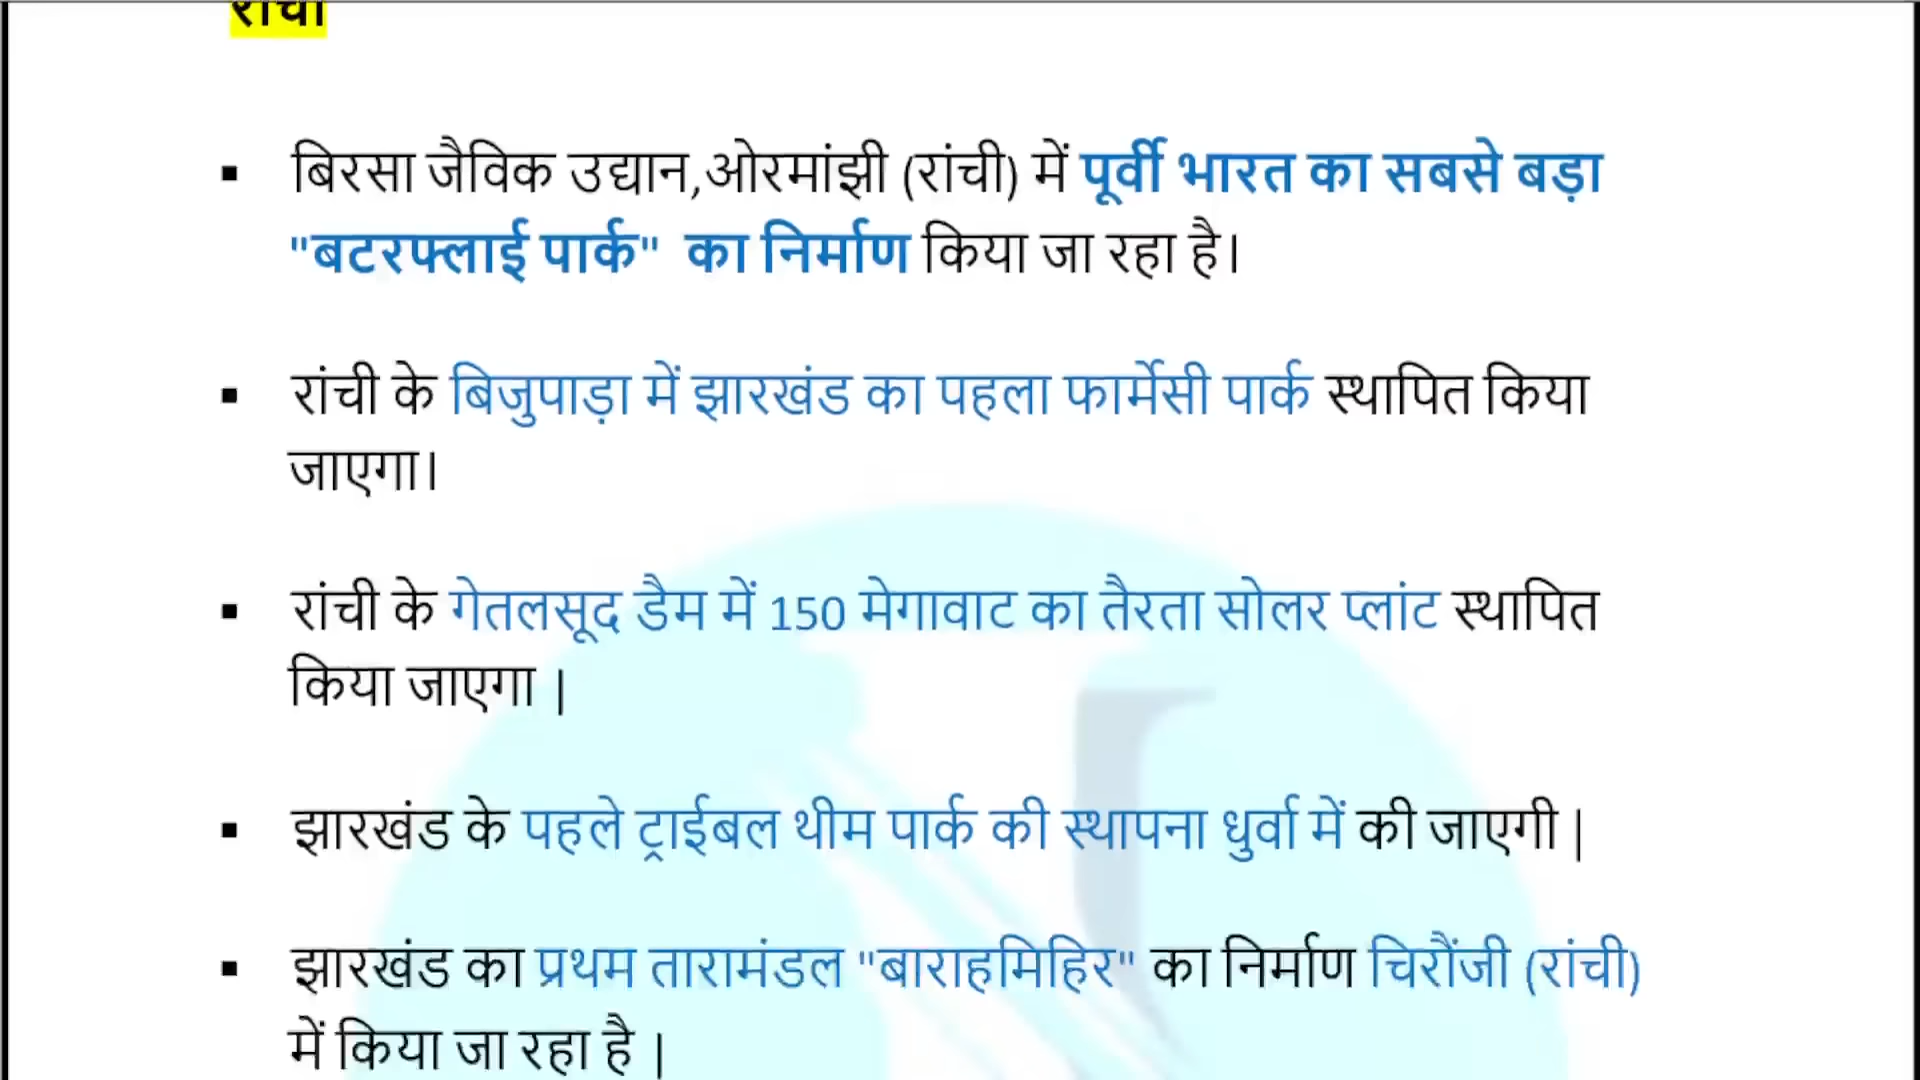 रांची
▪ बिरसा जैविक उद्यान,ओरमांझी (रांची) में पूर्वी भारत का सबसे बड़ा
"बटरफ्लाई पार्क" का निर्माण किया जा रहा है।
▪ रांची के बिजुपाड़ा में झारखंड का पहला फार्मेसी पार्क स्थापित किया
जाएगा।
▪ रांची के गेतलसूद डैम में 150 मेगावाट का तैरता सोलर प्लांट स्थापित
किया जाएगा |
▪ झारखंड के पहले ट्राईबल थीम पार्क की स्थापना धुर्वा में की जाएगी |
▪ झारखंड का प्रथम तारामंडल "बाराहमिहिर" का निर्माण चिरौंजी (रांची)
में किया जा रहा है |